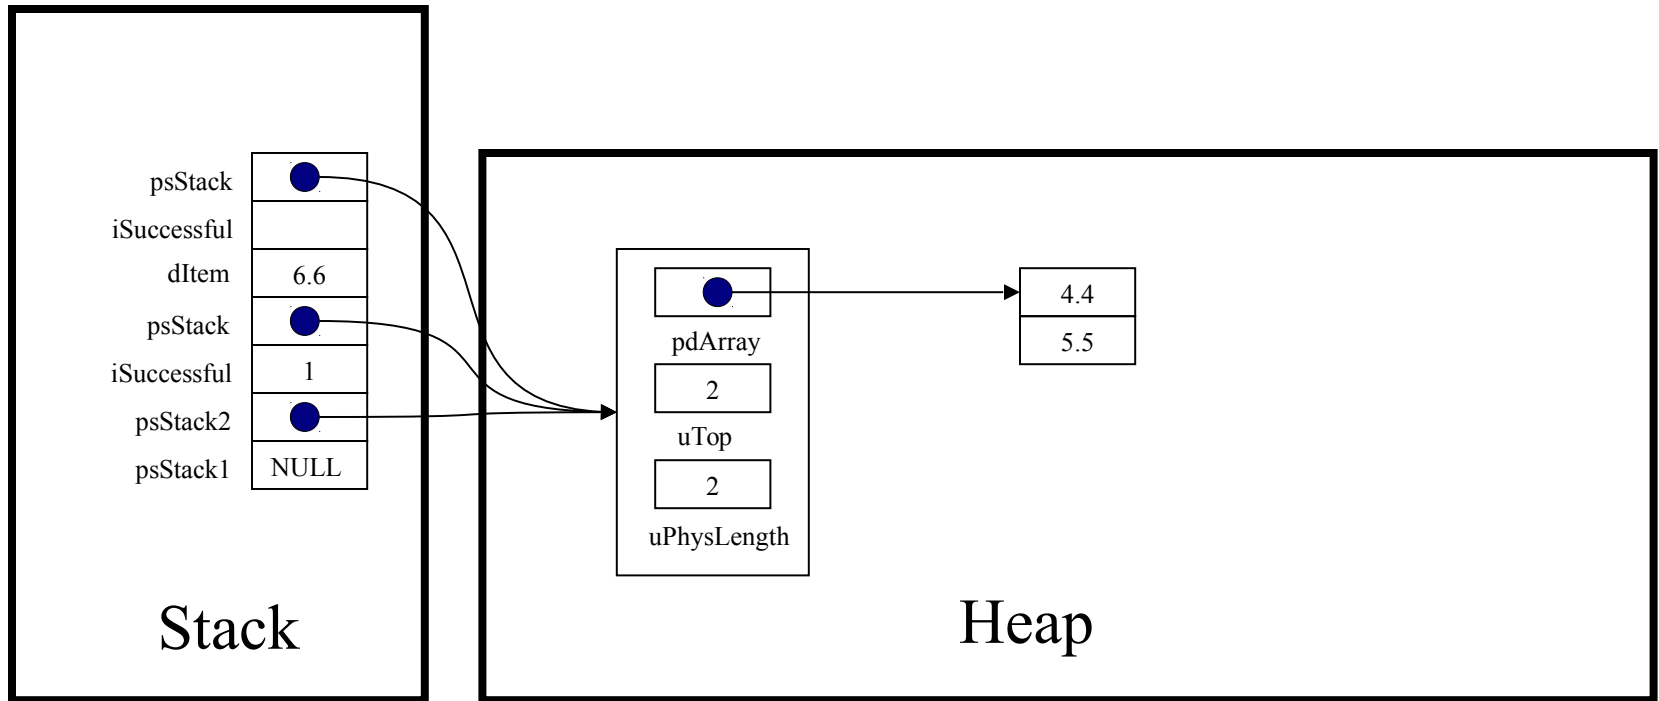 psStack
iSuccessful
dItem 6.6
psStack
iSuccessful 1
psStack2
psStack1 NULL
Stack
pdArray
2
uTop
2
uPhysLength
4.4
5.5
Heap